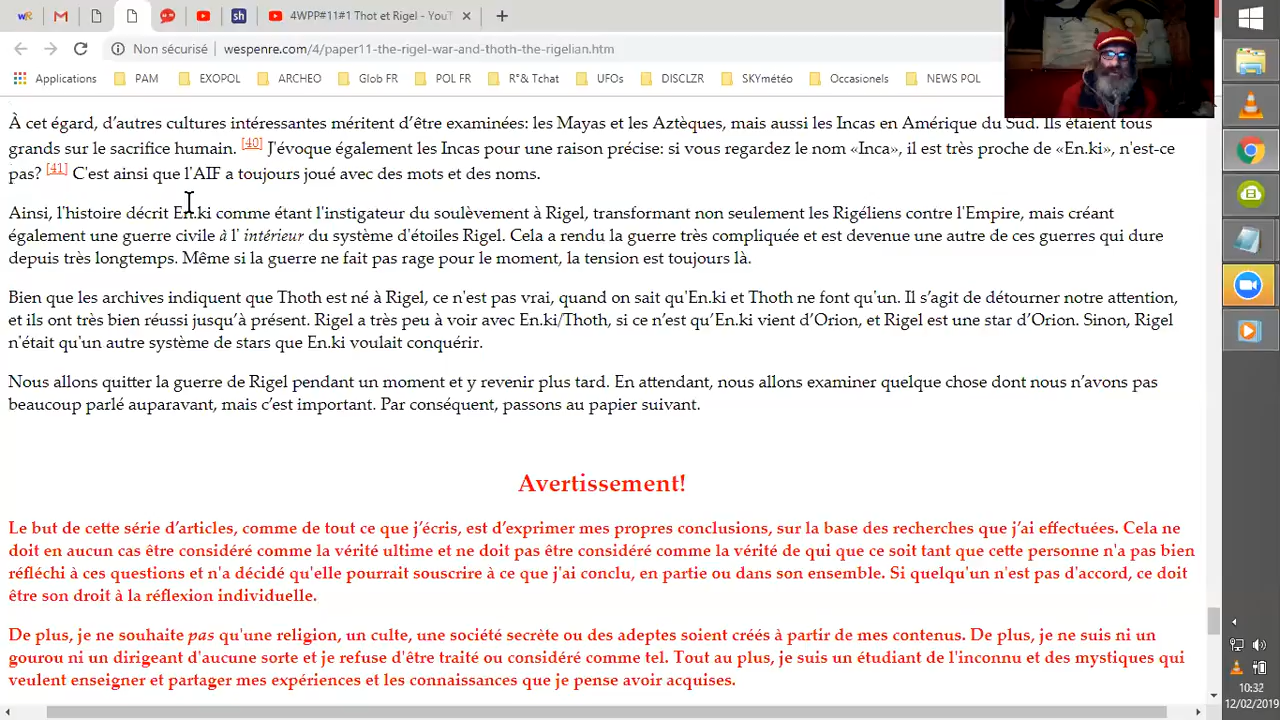 4WPP#11#1 Thot et Rigel - YouT
Non sécurisé wespenre.com/4/paper11-the-rigel-war-and-thoth-the-rigelian.htm
Applications PAM EXOPOL ARCHEO Glob FR POL FR R°& Tchat UFOs DISCLZR SKYmétéo Occasionels NEWS POL
À cet égard, d’autres cultures intéressantes méritent d’être examinées les Mayas et les Aztèques, mais aussi les Incas en Amérique du Sud. Ils étaient tous
grands sur le sacrifice humain. [40] J'évoque également les Incas pour une raison précise: si vous regardez le nom «Inca», il est très proche de «En.ki», n'est-ce
pas? [41] C'est ainsi que l'AIF a toujours joué avec des mots et des noms.
Ainsi, l'histoire décrit En.ki comme étant l'instigateur du soulèvement à Rigel, transformant non seulement les Rigéliens contre l'Empire, mais créant
également une guerre civile à l' intérieur du système d'étoiles Rigel. Cela a rendu la guerre très compliquée et est devenue une autre de ces guerres qui dure
depuis très longtemps. Même si la guerre ne fait pas rage pour le moment, la tension est toujours là.
Bien que les archives indiquent que Thoth est né à Rigel, ce n'est pas vrai, quand on sait qu'En.ki et Thoth ne font qu'un. Il s’agit de détourner notre attention,
et ils ont très bien réussi jusqu’à présent. Rigel a très peu à voir avec En.ki/Thoth, si ce n’est qu’En.ki vient d’Orion, et Rigel est une star d’Orion. Sinon, Rigel
n'était qu'un autre système de stars que En.ki voulait conquérir.
Nous allons quitter la guerre de Rigel pendant un moment et y revenir plus tard. En attendant, nous allons examiner quelque chose dont nous n’avons pas
beaucoup parlé auparavant, mais c’est important. Par conséquent, passons au papier suivant.
Avertissement!
Le but de cette série d’articles, comme de tout ce que j’écris, est d’exprimer mes propres conclusions, sur la base des recherches que j’ai effectuées. Cela ne
doit en aucun cas être considéré comme la vérité ultime et ne doit pas être considéré comme la vérité de qui que ce soit tant que cette personne n'a pas bien
réfléchi à ces questions et n'a décidé qu'elle pourrait souscrire à ce que j'ai conclu, en partie ou dans son ensemble. Si quelqu'un n'est pas d'accord, ce doit
être son droit à la réflexion individuelle.
De plus, je ne souhaite pas qu'une religion, un culte, une société secrète ou des adeptes soient créés à partir de mes contenus. De plus, je ne suis ni un
gourou ni un dirigeant d'aucune sorte et je refuse d'être traité ou considéré comme tel. Tout au plus, je suis un étudiant de l'inconnu et des mystiques qui
veulent enseigner et partager mes expériences et les connaissances que je pense avoir acquises.
10:32
12/02/2019